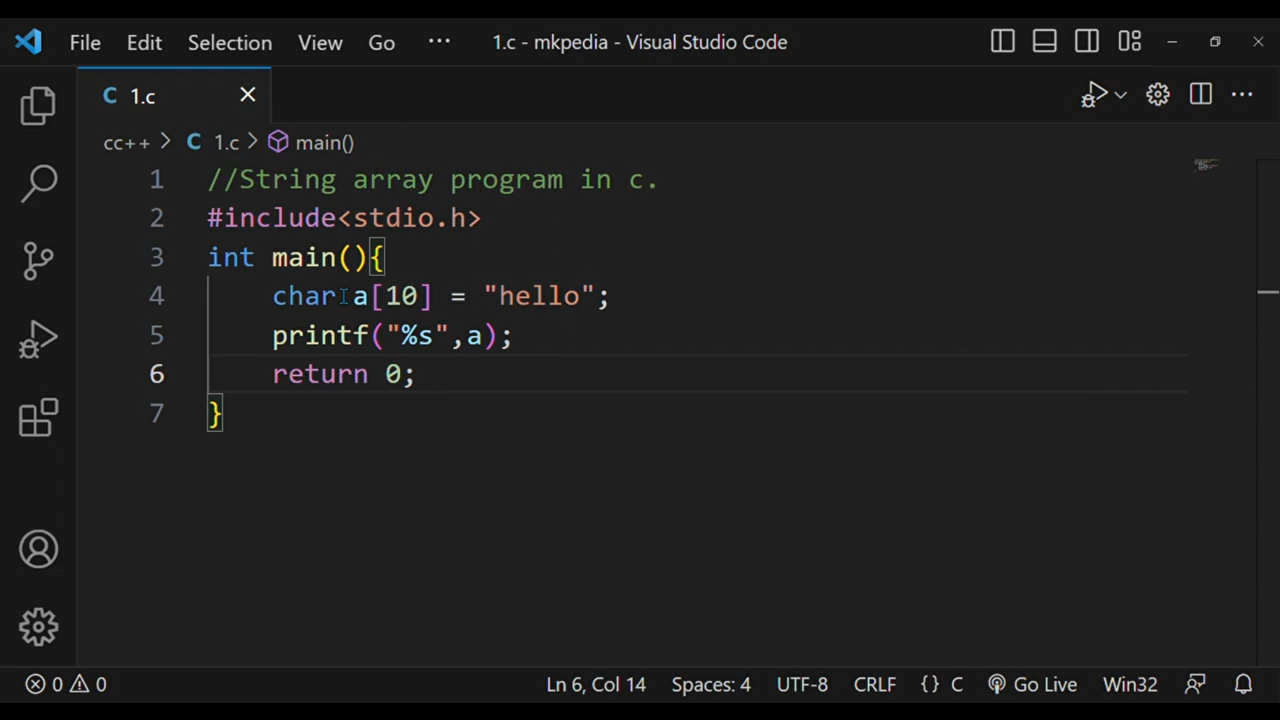 File Edit Selection View Go ··· 1.c - mkpedia - Visual Studio Code
C 1.c
cc++ > C 1.c > main()
1 //String array program in c.
2 #include<stdio.h>
3 int main(){
4     char a[10] = "hello";
5     printf("%s",a);
6     return 0;
7 }
0 0 Ln 6, Col 14 Spaces: 4 UTF-8 CRLF {} C Go Live Win32